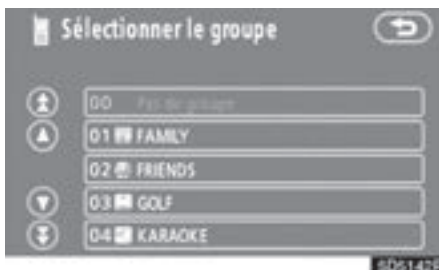 Sélectionner le groupe
00 Pas de groupe
01 FAMILY
02 FRIENDS
03 GOLF
04 KARAOKE